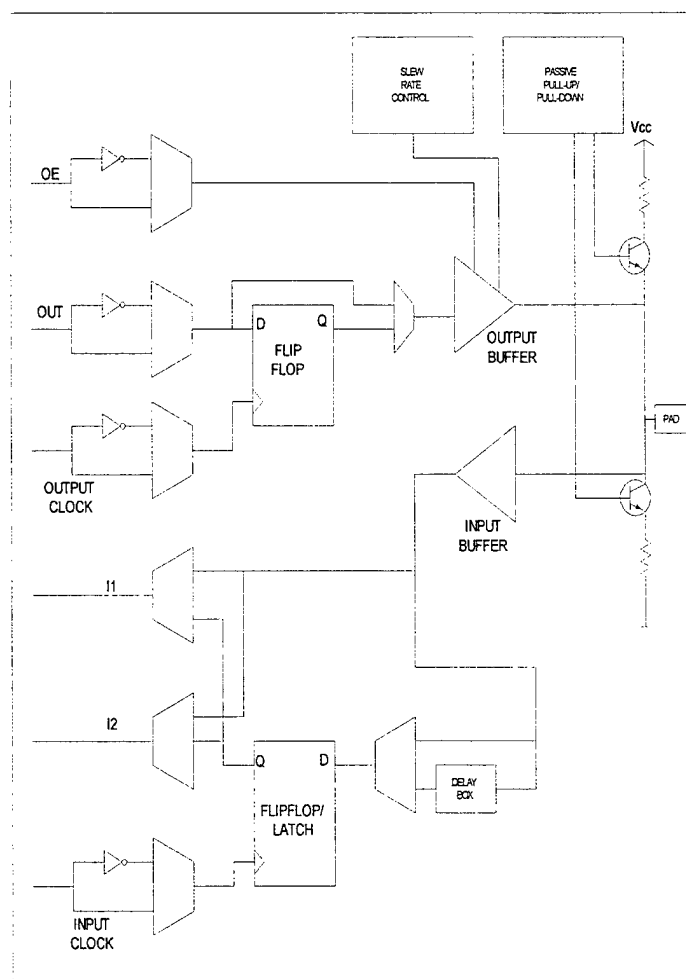 SLEW
RATE
CONTROL
PASSIVE
PULL-UP/
PULL-DOWN
Vcc
OE
OUT
D
Q
FLIP
FLOP
OUTPUT
BUFFER
PAD
OUTPUT
CLOCK
INPUT
BUFFER
I1
I2
Q
D
FLIPFLOP/
LATCH
DELAY
BOX
INPUT
CLOCK